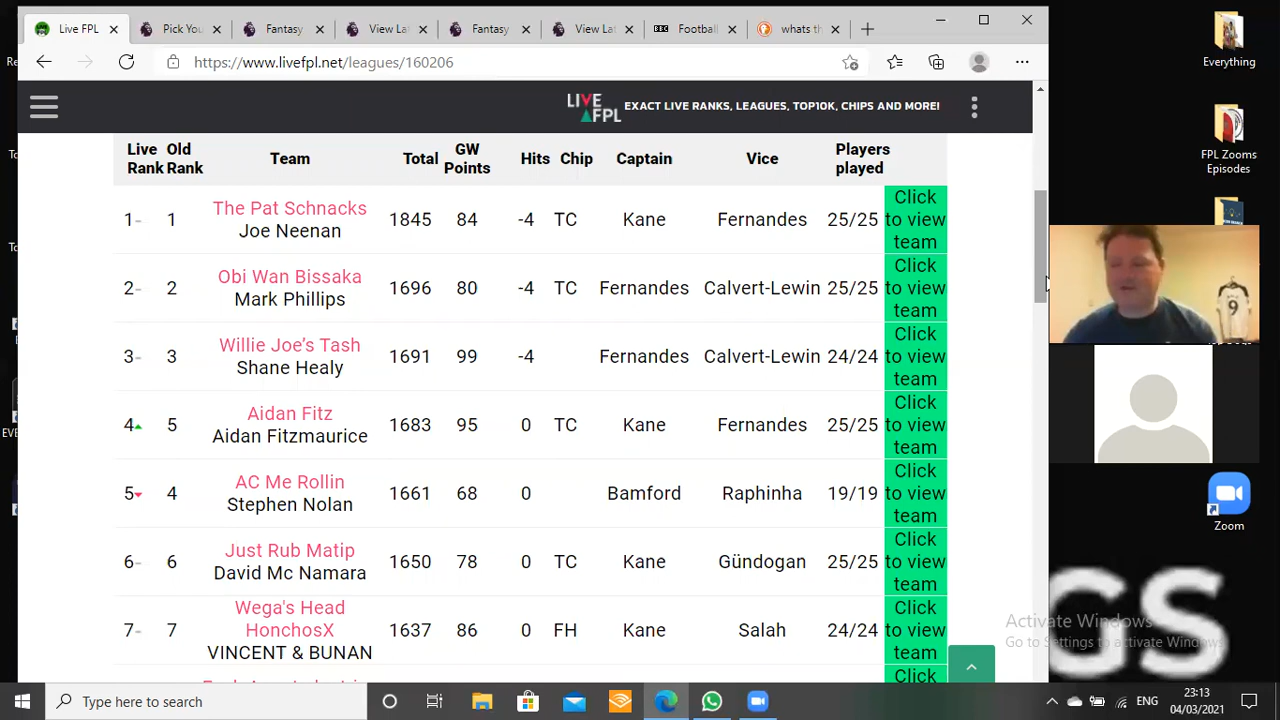 Live FPL
Pick You
Fantasy
View Lat
Fantasy
View Lat
BBC
Football
whats th
https://www.livefpl.net/leagues/160206
Everything
FPL Zooms
Episodes
LIVE
FPL
EXACT LIVE RANKS, LEAGUES, TOP10K, CHIPS AND MORE!
Live Rank Old Rank Team Total GW Points Hits Chip Captain Vice Players played
1 1 The Pat Schnacks Joe Neenan 1845 84 -4 TC Kane Fernandes 25/25 Click to view team
2 2 Obi Wan Bissaka Mark Phillips 1696 80 -4 TC Fernandes Calvert-Lewin 25/25 Click to view team
3 3 Willie Joe’s Tash Shane Healy 1691 99 -4 Fernandes Calvert-Lewin 24/24 Click to view team
4 5 Aidan Fitz Aidan Fitzmaurice 1683 95 0 TC Kane Fernandes 25/25 Click to view team
5 4 AC Me Rollin Stephen Nolan 1661 68 0 Bamford Raphinha 19/19 Click to view team
6 6 Just Rub Matip David Mc Namara 1650 78 0 TC Kane Gündogan 25/25 Click to view team
7 7 Wega's Head HonchosX VINCENT & BUNAN 1637 86 0 FH Kane Salah 24/24 Click to view team
Click
9
Zoom
GS
Activate Windows
Go to Settings to activate Windows.
Type here to search
ENG
23:13
04/03/2021